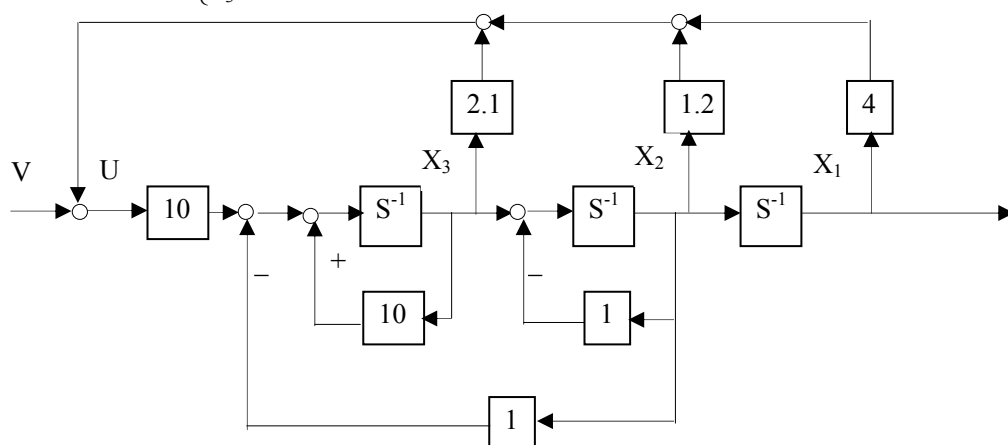 2.1 1.2 4
X₃ X₂ X₁
V U
10 S⁻¹ S⁻¹ S⁻¹
− + −
10 1
1